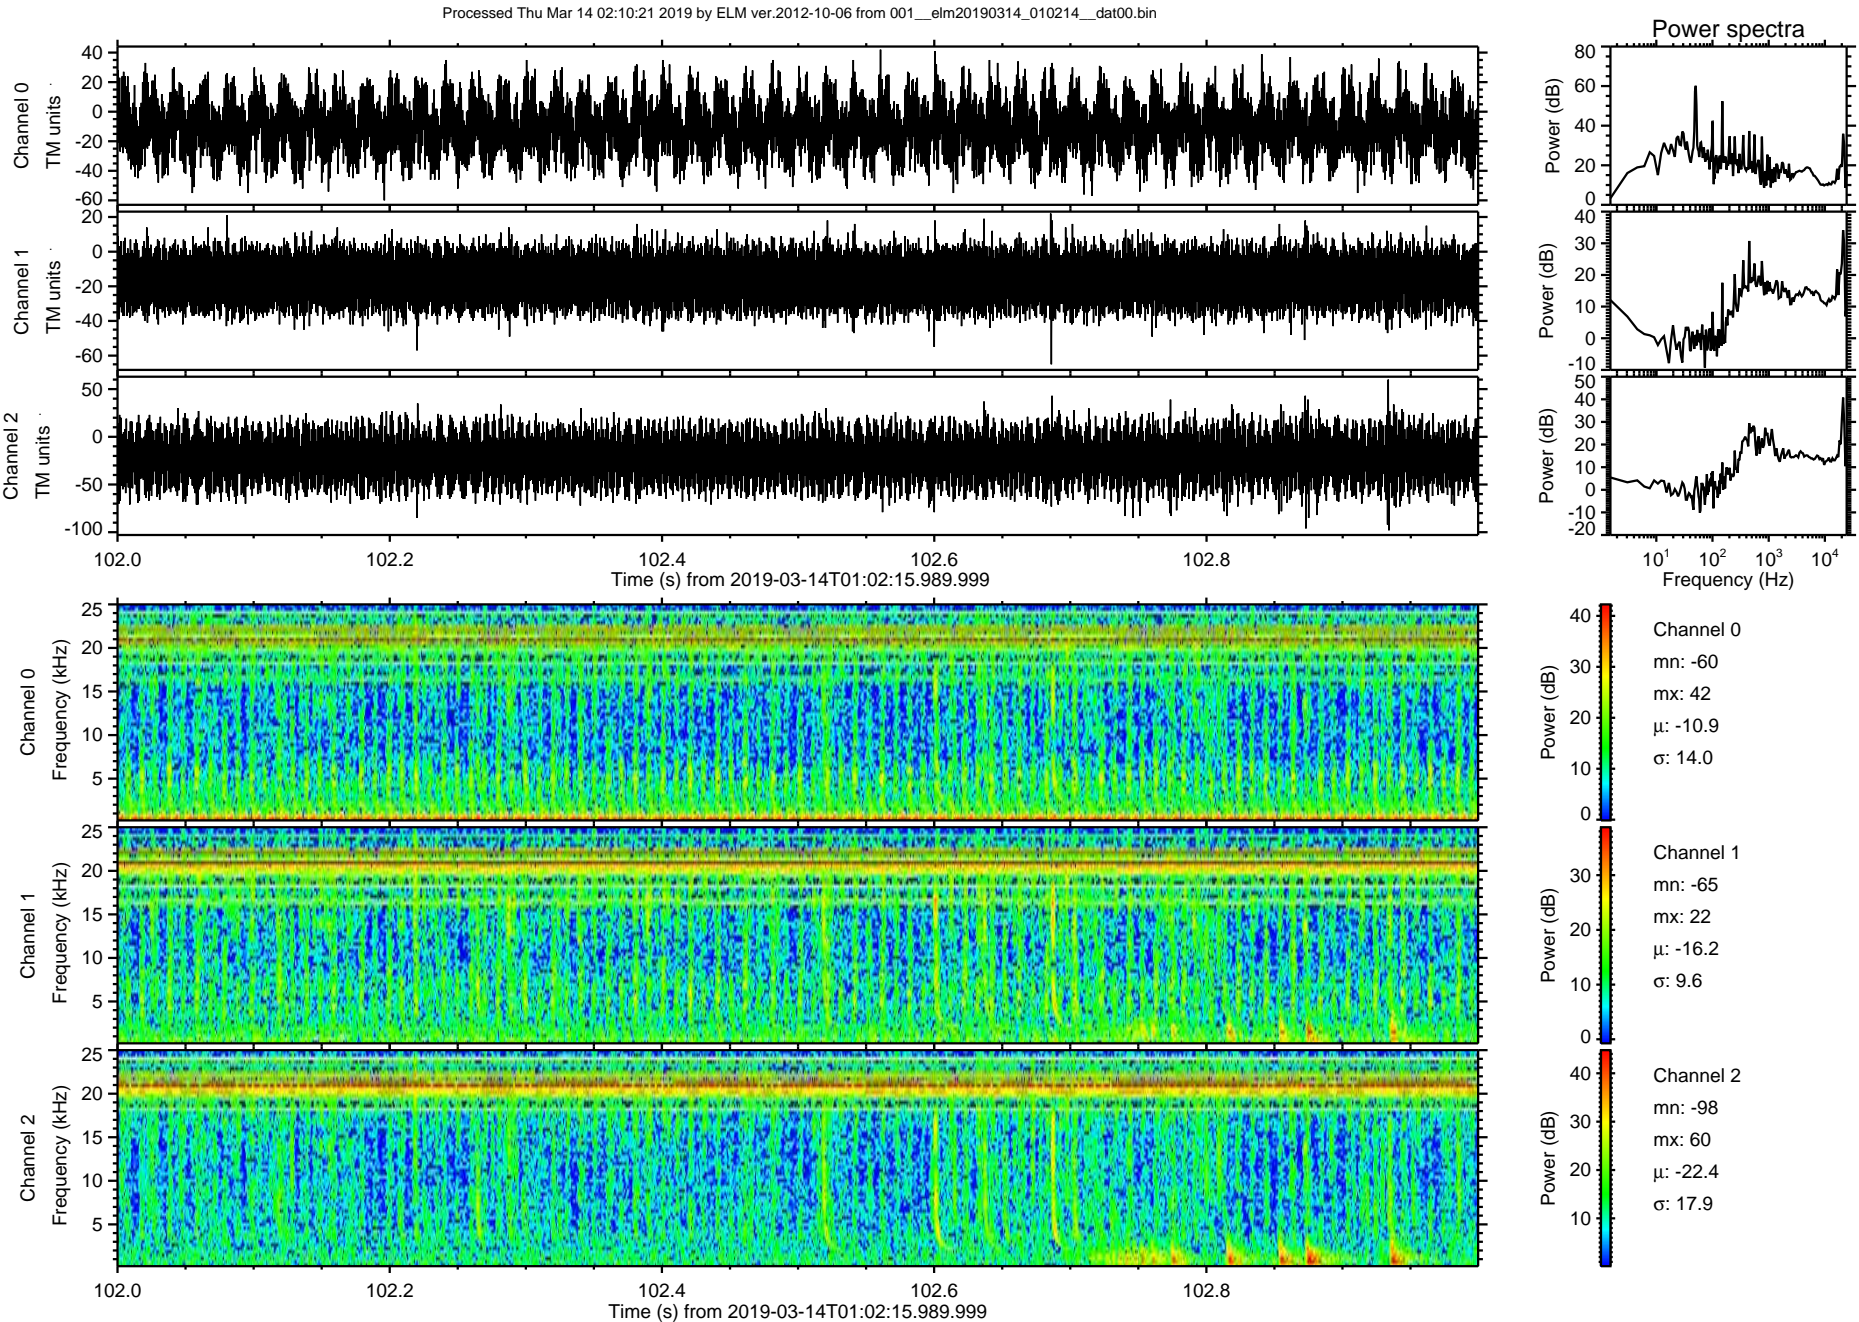 Processed Thu Mar 14 02:10:21 2019 by ELM ver.2012-10-06 from 001__elm20190314_010214__dat00.bin
Power spectra
Channel 0
TM units
40
20
0
-20
-40
-60
Power (dB)
80
60
40
20
0
Channel 1
TM units
20
0
-20
-40
-60
Power (dB)
40
30
20
10
0
-10
Channel 2
TM units
50
0
-50
-100
Power (dB)
50
40
30
20
10
0
-10
-20
102.0 102.2 102.4 102.6 102.8
Time (s) from 2019-03-14T01:02:15.989.999
10¹ 10² 10³ 10⁴
Frequency (Hz)
Channel 0
Frequency (kHz)
25
20
15
10
5
Power (dB)
40
30
20
10
0
Channel 0
mn: -60
mx: 42
μ: -10.9
σ: 14.0
Channel 1
Frequency (kHz)
25
20
15
10
5
Power (dB)
30
20
10
0
Channel 1
mn: -65
mx: 22
μ: -16.2
σ: 9.6
Channel 2
Frequency (kHz)
25
20
15
10
5
Power (dB)
40
30
20
10
Channel 2
mn: -98
mx: 60
μ: -22.4
σ: 17.9
102.0 102.2 102.4 102.6 102.8
Time (s) from 2019-03-14T01:02:15.989.999